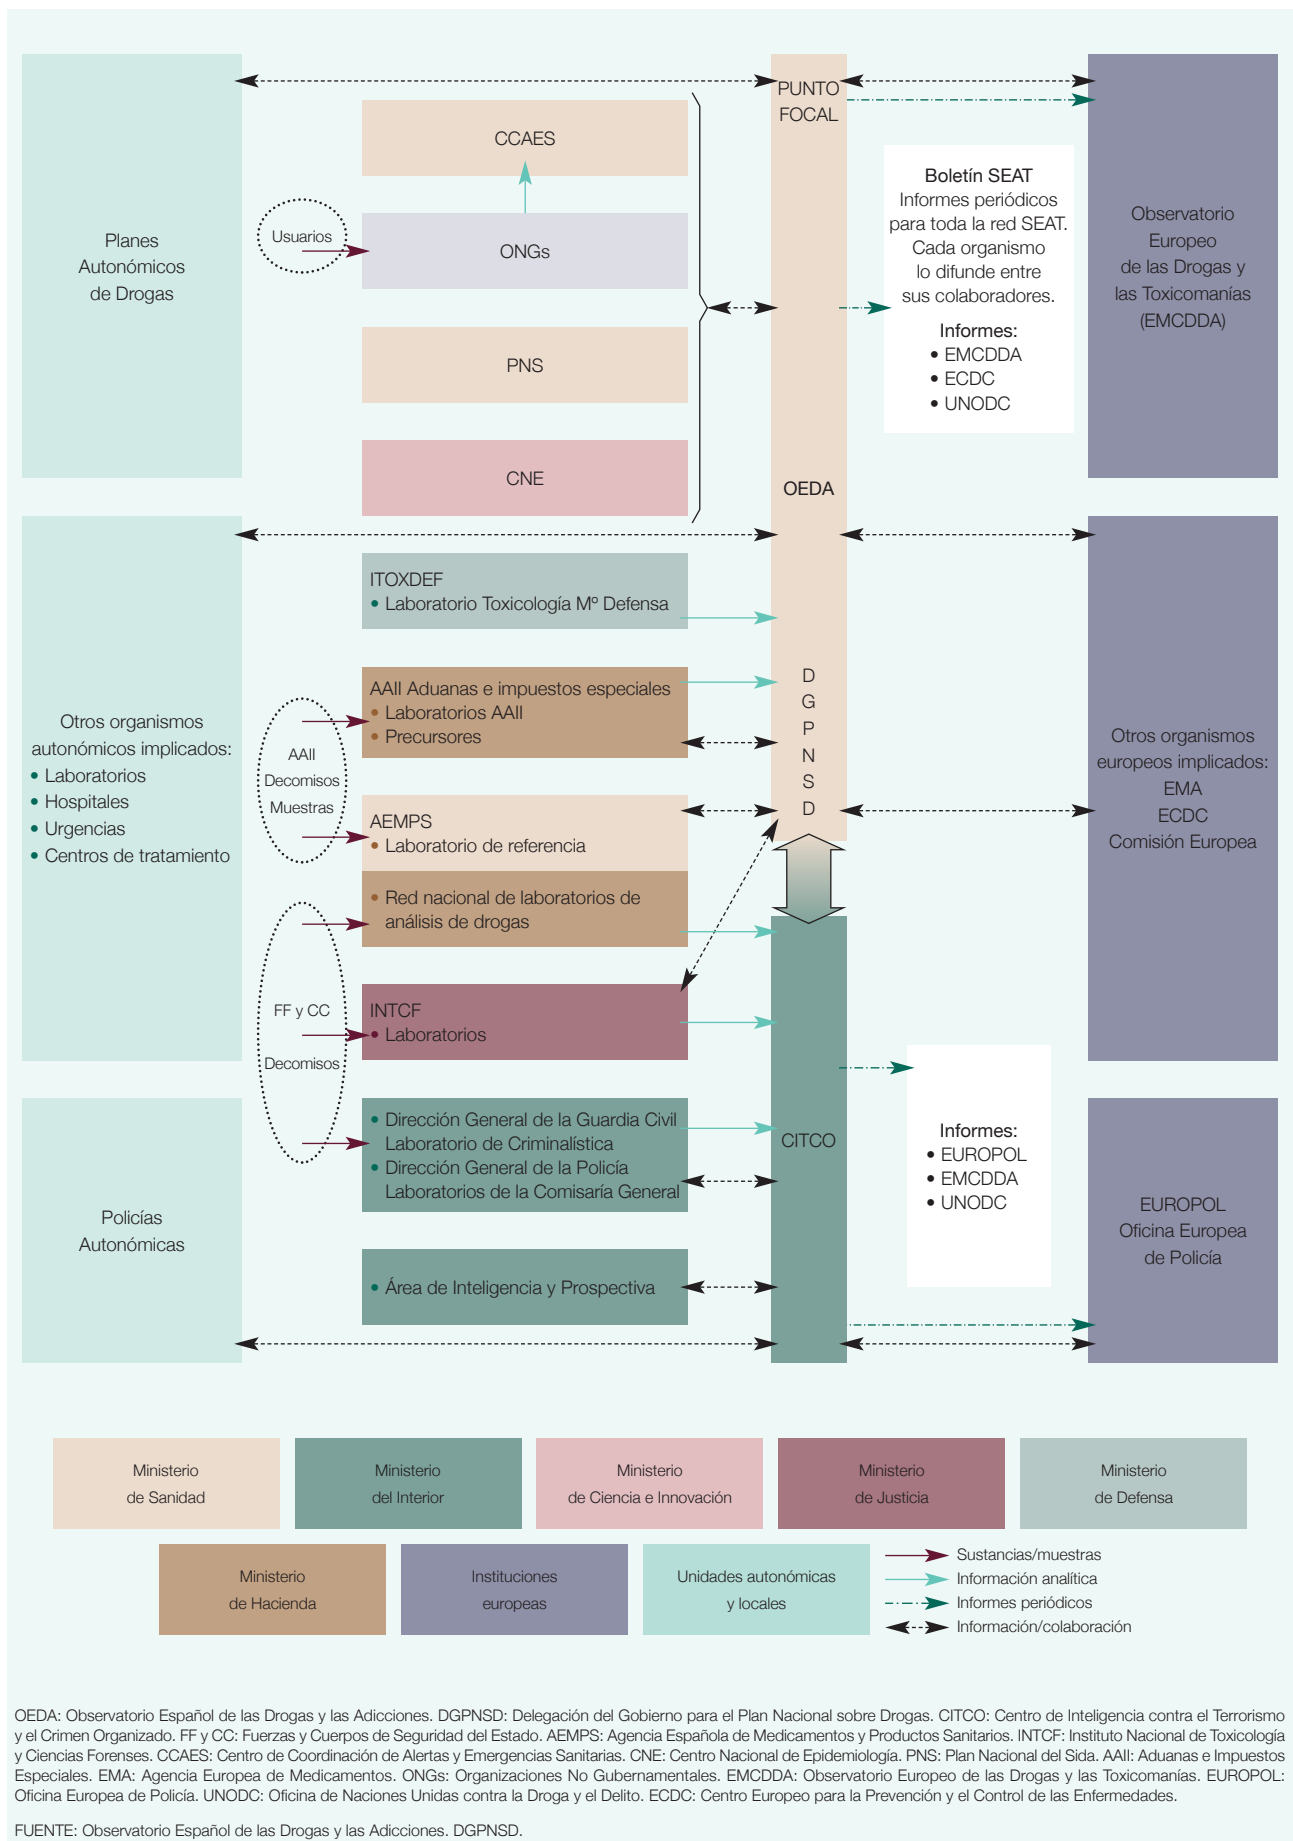 Planes
Autonómicos
de Drogas
CCAES
Usuarios
ONGs
PNS
CNE
PUNTO
FOCAL
Boletín SEAT
Informes periódicos
para toda la red SEAT.
Cada organismo
lo difunde entre
sus colaboradores.
Informes:
• EMCDDA
• ECDC
• UNODC
Observatorio
Europeo
de las Drogas y
las Toxicomanías
(EMCDDA)
OEDA
Otros organismos
autonómicos implicados:
• Laboratorios
• Hospitales
• Urgencias
• Centros de tratamiento
ITOXDEF
• Laboratorio Toxicología Mº Defensa
AAII
Decomisos
Muestras
AAII Aduanas e impuestos especiales
• Laboratorios AAII
• Precursores
D
G
P
N
S
D
AEMPS
• Laboratorio de referencia
• Red nacional de laboratorios de
análisis de drogas
Otros organismos
europeos implicados:
EMA
ECDC
Comisión Europea
FF y CC
Decomisos
INTCF
• Laboratorios
Policías
Autonómicas
• Dirección General de la Guardia Civil
Laboratorio de Criminalística
• Dirección General de la Policía
Laboratorios de la Comisaría General
• Área de Inteligencia y Prospectiva
CITCO
Informes:
• EUROPOL
• EMCDDA
• UNODC
EUROPOL
Oficina Europea
de Policía
Ministerio
de Sanidad
Ministerio
del Interior
Ministerio
de Ciencia e Innovación
Ministerio
de Justicia
Ministerio
de Defensa
Ministerio
de Hacienda
Instituciones
europeas
Unidades autonómicas
y locales
Sustancias/muestras
Información analítica
Informes periódicos
Información/colaboración
OEDA: Observatorio Español de las Drogas y las Adicciones. DGPNSD: Delegación del Gobierno para el Plan Nacional sobre Drogas. CITCO: Centro de Inteligencia contra el Terrorismo
y el Crimen Organizado. FF y CC: Fuerzas y Cuerpos de Seguridad del Estado. AEMPS: Agencia Española de Medicamentos y Productos Sanitarios. INTCF: Instituto Nacional de Toxicología
y Ciencias Forenses. CCAES: Centro de Coordinación de Alertas y Emergencias Sanitarias. CNE: Centro Nacional de Epidemiología. PNS: Plan Nacional del Sida. AAII: Aduanas e Impuestos
Especiales. EMA: Agencia Europea de Medicamentos. ONGs: Organizaciones No Gubernamentales. EMCDDA: Observatorio Europeo de las Drogas y las Toxicomanías. EUROPOL:
Oficina Europea de Policía. UNODC: Oficina de Naciones Unidas contra la Droga y el Delito. ECDC: Centro Europeo para la Prevención y el Control de las Enfermedades.
FUENTE: Observatorio Español de las Drogas y las Adicciones. DGPNSD.